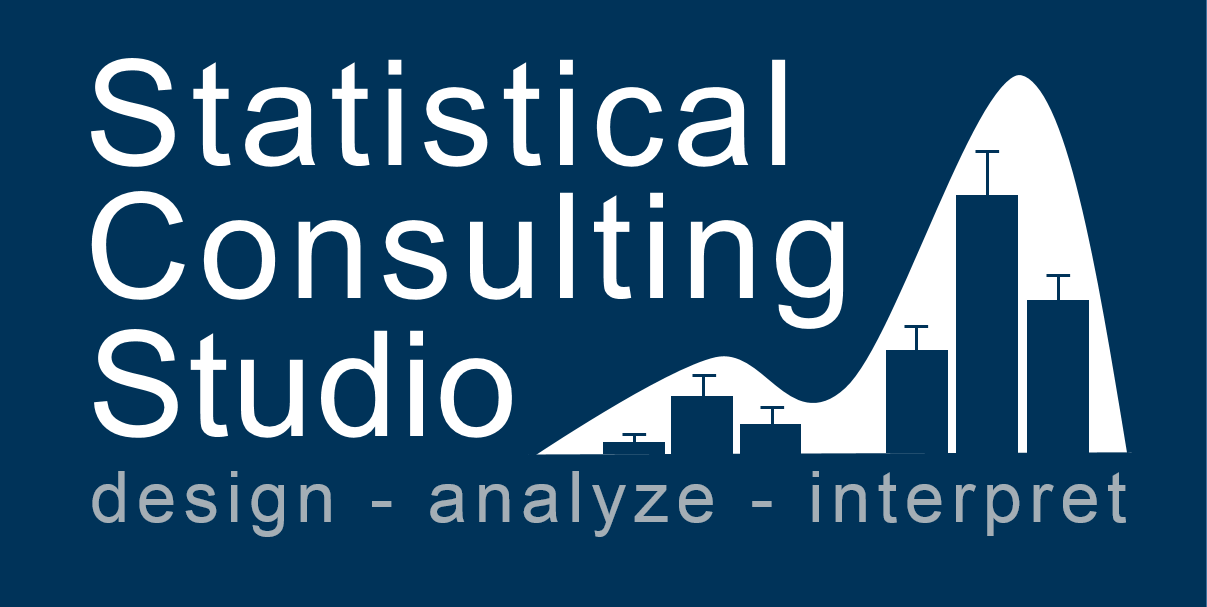 Statistical
Consulting
Studio
design - analyze - interpret